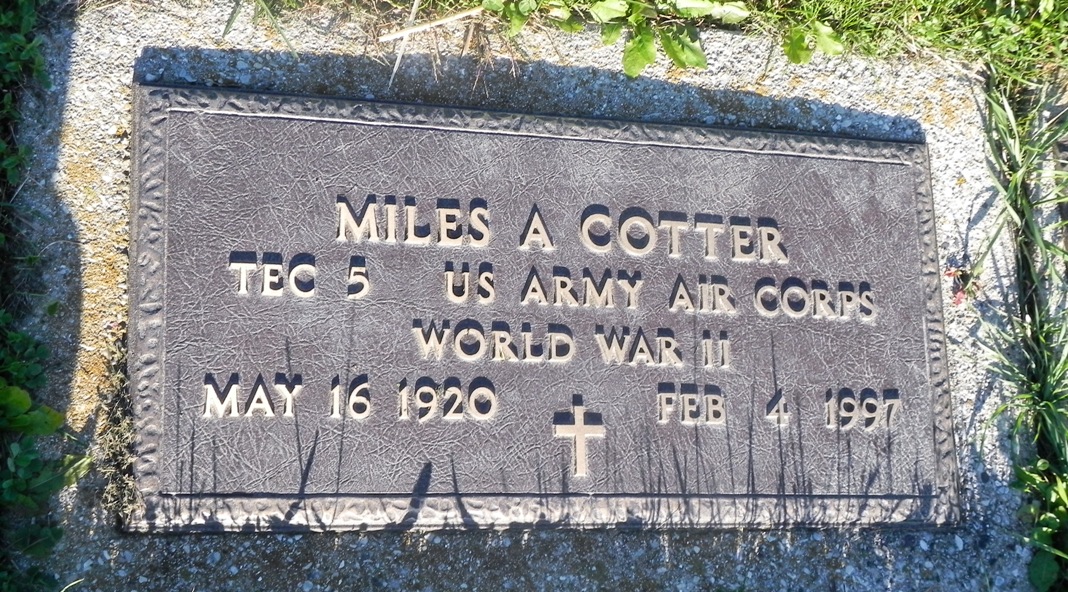 MILES A COTTER
TEC 5 US ARMY AIR CORPS
WORLD WAR II
MAY 16 1920 FEB 4 1997